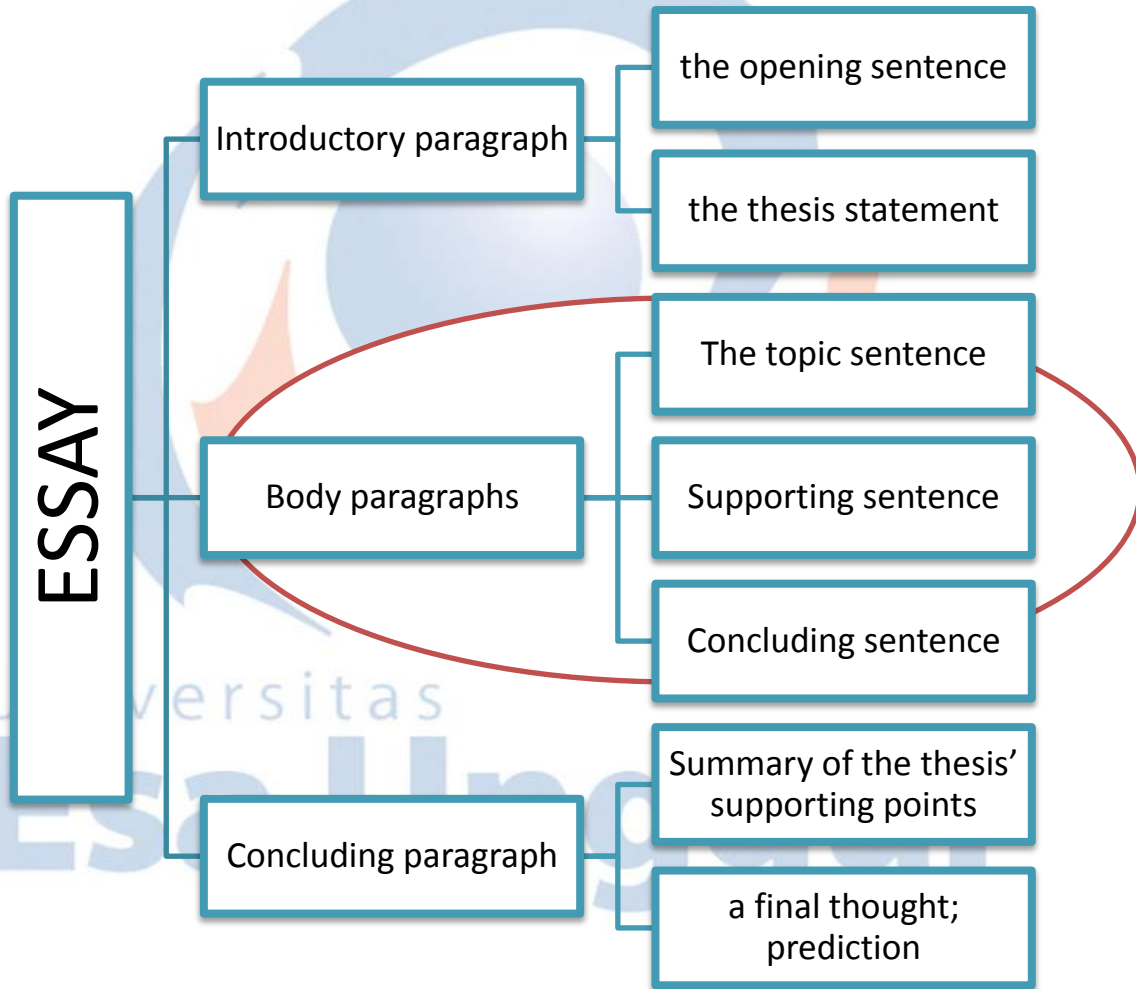 ESSAY
Introductory paragraph
the opening sentence
the thesis statement
Body paragraphs
The topic sentence
Supporting sentence
Concluding sentence
Concluding paragraph
Summary of the thesis’
supporting points
a final thought;
prediction